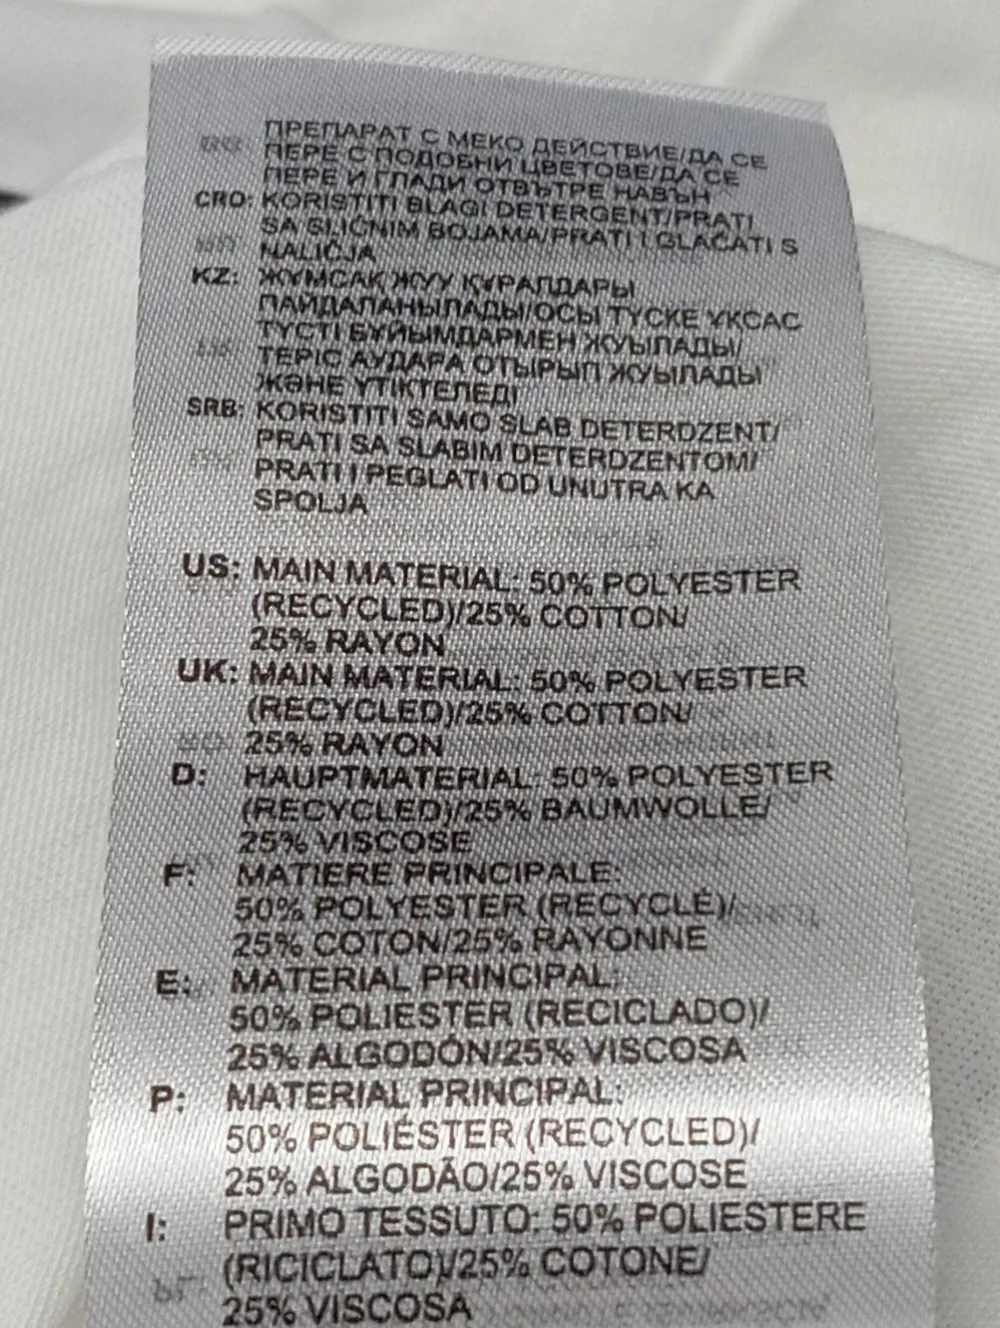 ПРЕПАРАТ С МЕКО ДЕЙСТВИЕ/ДА СЕ
ПЕРЕ С ПОДОБНИ ЦВЕТОВЕ/ДА СЕ
ПЕРЕ И ГЛАДИ ОТВЪТРЕ НАВЪН
CRO: KORISTITI BLAGI DETERGENT/PRATI
SA SLIČNIM BOJAMA/PRATI I GLAČATI S
NALIČJA
KZ: ЖҰМСАҚ ЖУУ ҚҰРАЛДАРЫ
ПАЙДАЛАНЫЛАДЫ/ОСЫ ТҮСКЕ ҰКСАС
ТҮСТІ БҰЙЫМДАРМЕН ЖУЫЛАДЫ/
ТЕРІС АУДАРА ОТЫРЫП ЖУЫЛАДЫ
ЖӘНЕ ҮТІКТЕЛЕДІ
SRB: KORISTITI SAMO SLAB DETERDZENT/
PRATI SA SLABIM DETERDZENTOM/
PRATI I PEGLATI OD UNUTRA KA
SPOLJA
US: MAIN MATERIAL: 50% POLYESTER
(RECYCLED)/25% COTTON/
25% RAYON
UK: MAIN MATERIAL: 50% POLYESTER
(RECYCLED)/25% COTTON/
25% RAYON
D: HAUPTMATERIAL: 50% POLYESTER
(RECYCLED)/25% BAUMWOLLE/
25% VISCOSE
F: MATIERE PRINCIPALE:
50% POLYESTER (RECYCLÉ)/
25% COTON/25% RAYONNE
E: MATERIAL PRINCIPAL:
50% POLIESTER (RECICLADO)/
25% ALGODÓN/25% VISCOSA
P: MATERIAL PRINCIPAL:
50% POLIÉSTER (RECYCLED)/
25% ALGODÃO/25% VISCOSE
I: PRIMO TESSUTO: 50% POLIESTERE
(RICICLATO)/25% COTONE/
25% VISCOSA